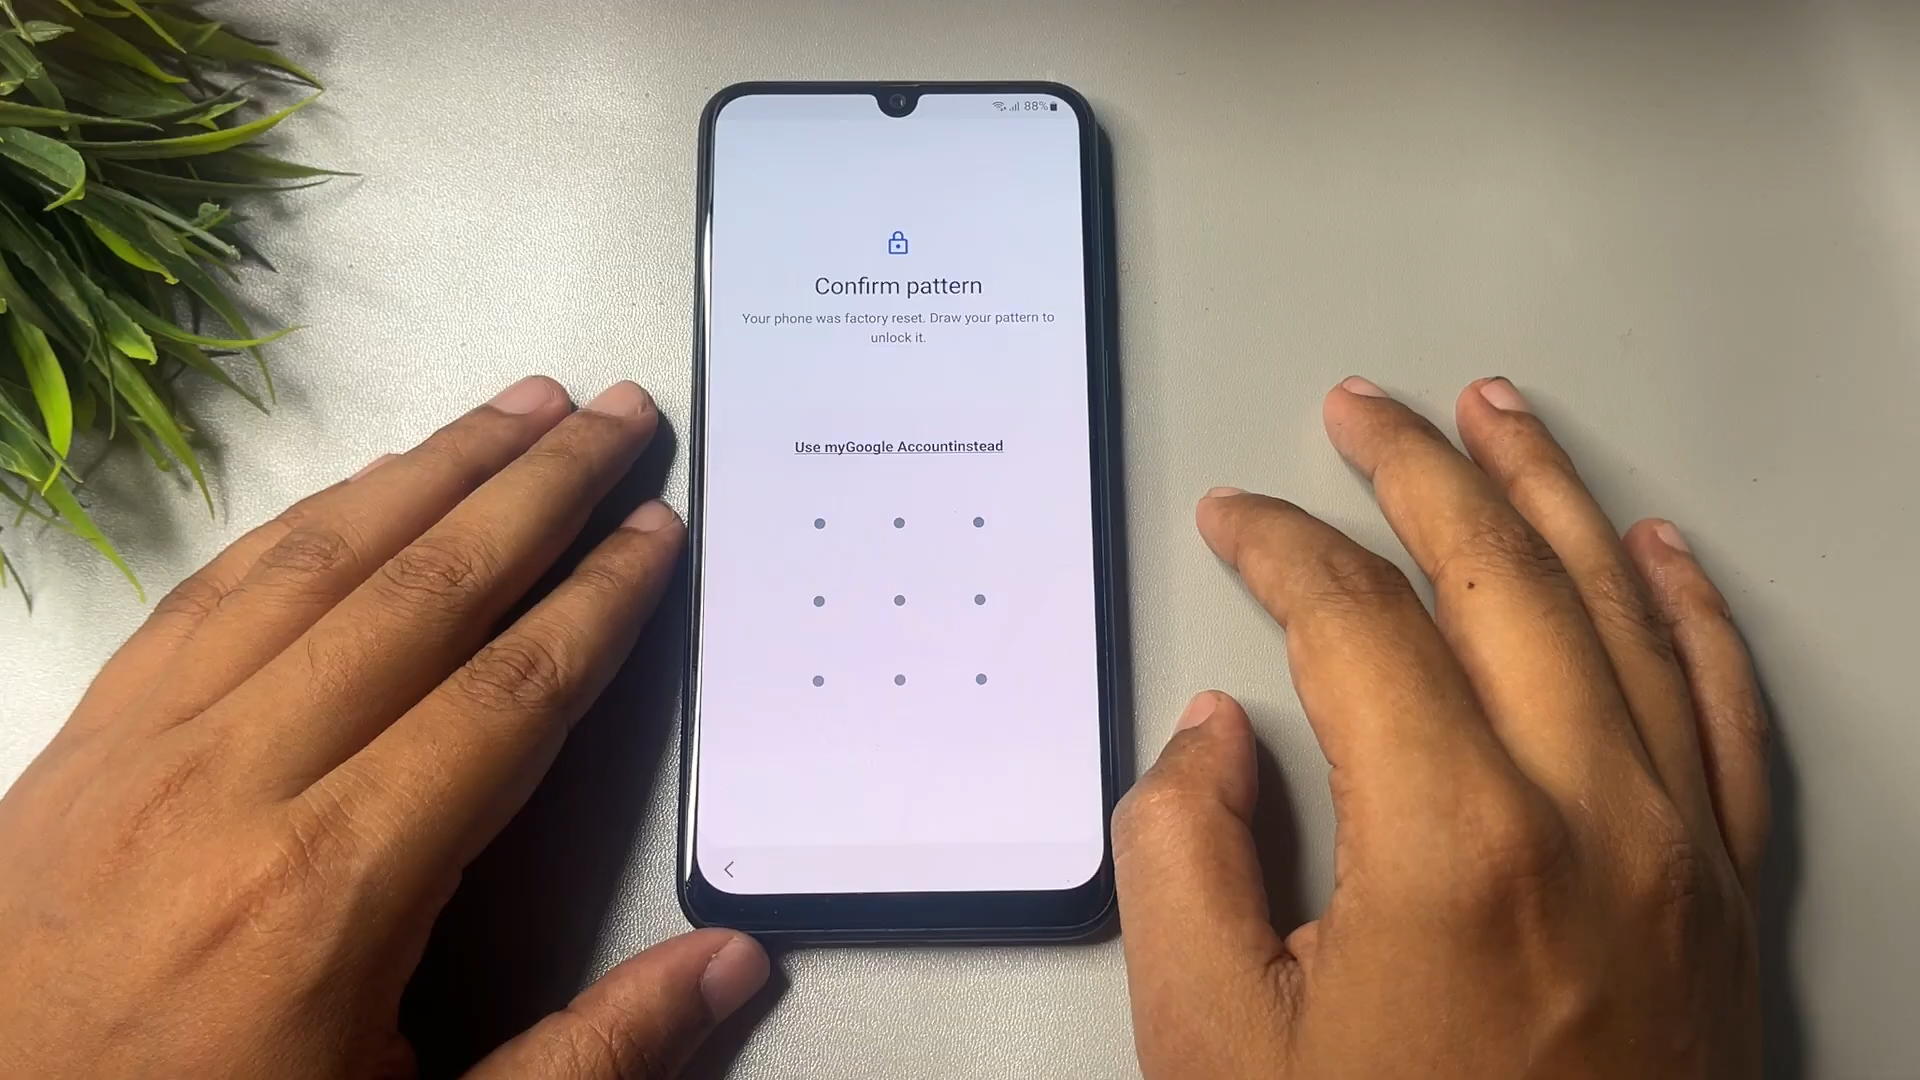 88%
Confirm pattern
Your phone was factory reset. Draw your pattern to
unlock it.
Use myGoogle Accountinstead